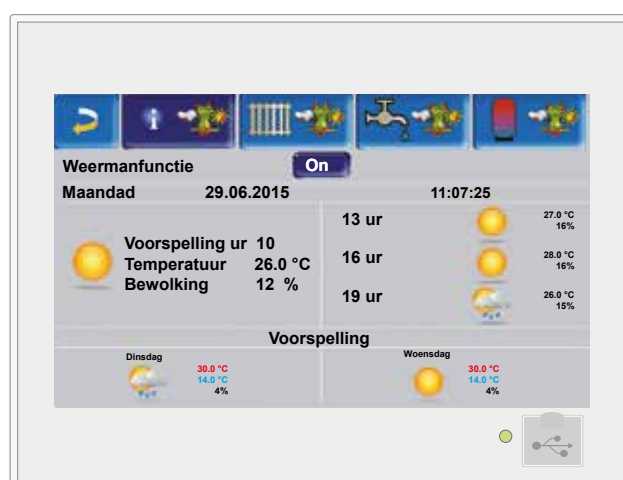 Weermanfunctie On
Maandad 29.06.2015 11:07:25
Voorspelling ur 10
Temperatuur 26.0 °C
Bewolking 12 %
13 ur 27.0 °C
16%
16 ur 28.0 °C
16%
19 ur 26.0 °C
15%
Voorspelling
Dinsdag
30.0 °C
14.0 °C
4%
Woensdag
30.0 °C
14.0 °C
4%